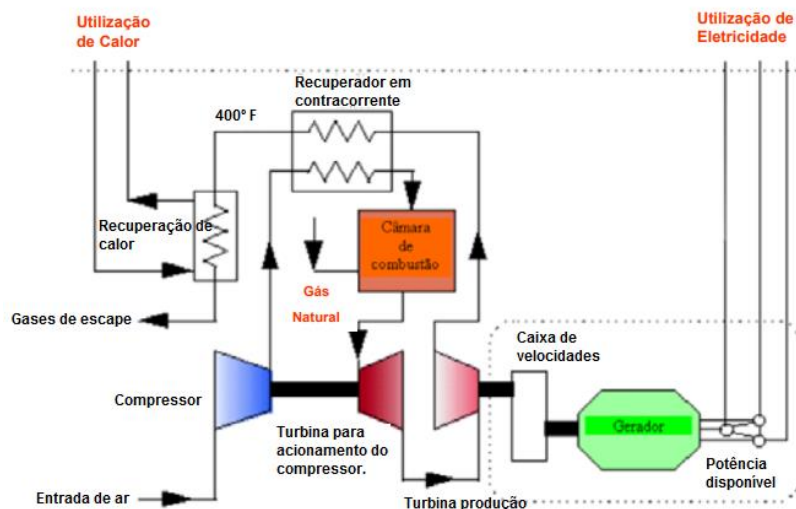 Utilização
de Calor
Utilização de
Eletricidade
Recuperador em
contracorrente
400º F
Recuperação de
calor
Câmara
de
combustão
Gás
Natural
Gases de escape
Caixa de
velocidades
Compressor
Gerador
Turbina para
acionamento do
compressor.
Potência
disponível
Entrada de ar
Turbina produção